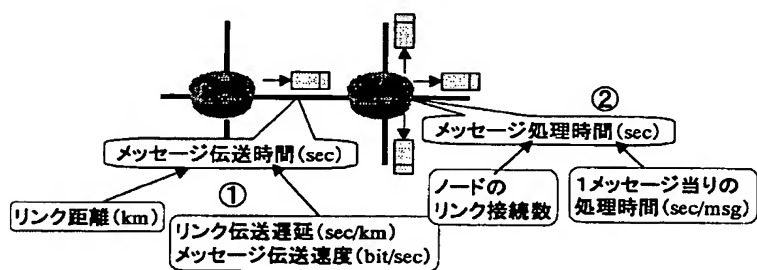 ②
メッセージ処理時間(sec)
メッセージ伝送時間(sec)
①
リンク距離(km)
リンク伝送遅延(sec/km)
メッセージ伝送速度(bit/sec)
ノードの
リンク接続数
1メッセージ当りの
処理時間(sec/msg)